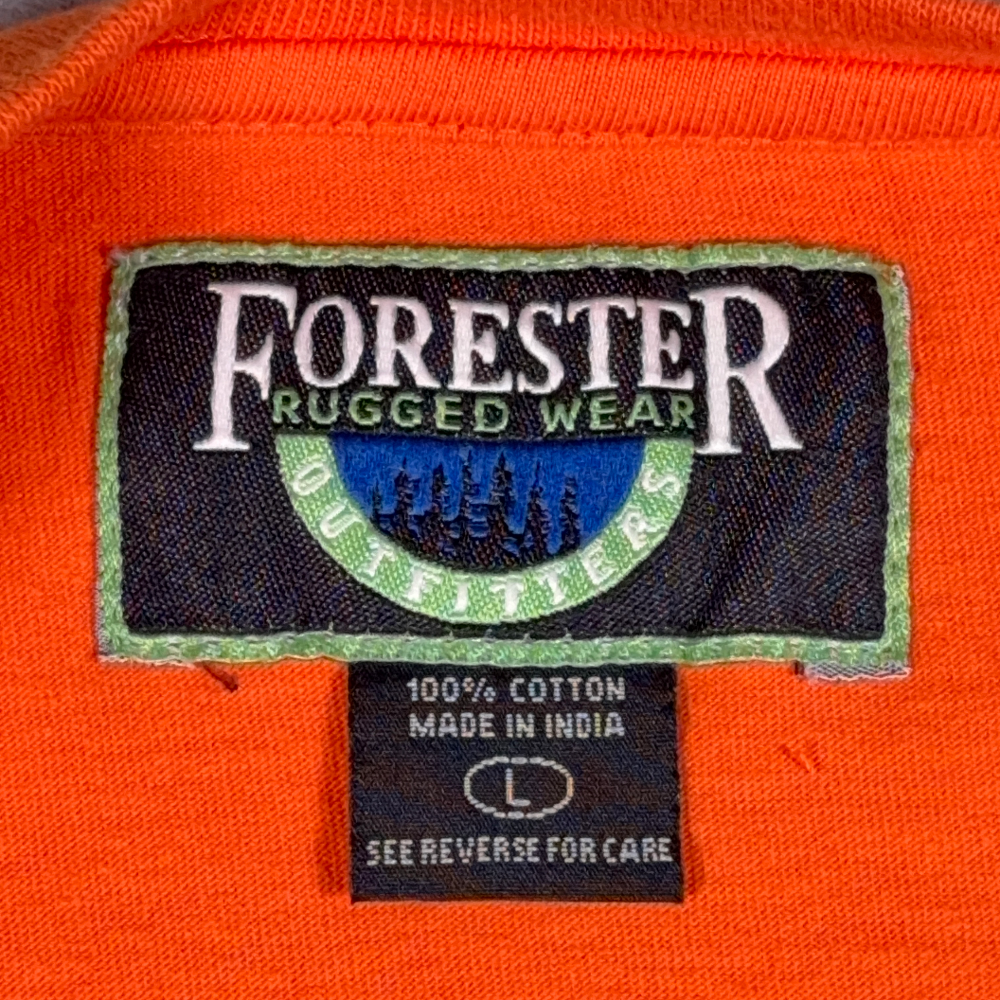 FORESTER
RUGGED WEAR
OUTFITTERS
100% COTTON
MADE IN INDIA
L
SEE REVERSE FOR CARE